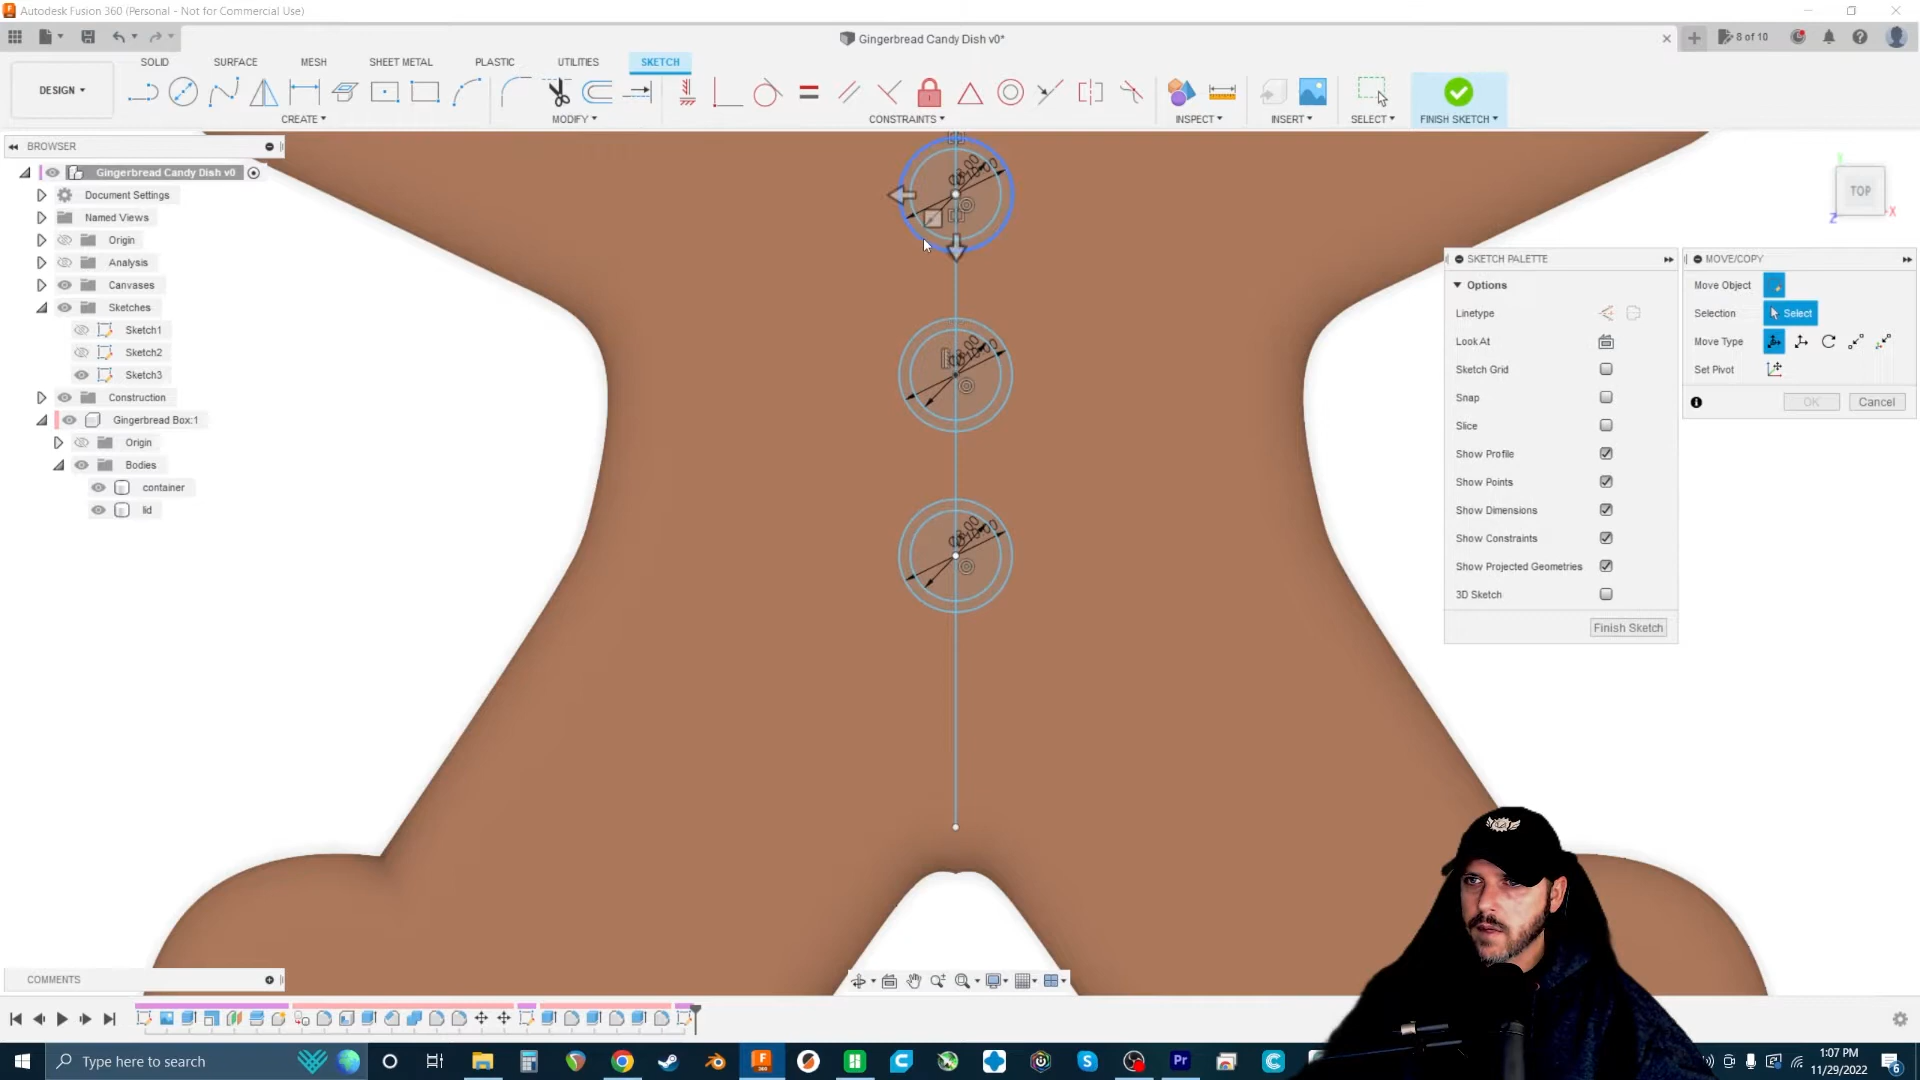 Autodesk Fusion 360 (Personal - Not for Commercial Use)
Gingerbread Candy Dish v0*
8 of 10
SOLID SURFACE MESH SHEET METAL PLASTIC UTILITIES SKETCH
DESIGN
CREATE MODIFY CONSTRAINTS INSPECT INSERT SELECT FINISH SKETCH
BROWSER
Gingerbread Candy Dish v0
Document Settings
Named Views
Origin
Analysis
Canvases
Sketches
Sketch1
Sketch2
Sketch3
Construction
Gingerbread Box:1
Origin
Bodies
container
lid
TOP
X
Z
SKETCH PALETTE
Options
Linetype
Look At
Sketch Grid
Snap
Slice
Show Profile
Show Points
Show Dimensions
Show Constraints
Show Projected Geometries
3D Sketch
Finish Sketch
MOVE/COPY
Move Object
Selection Select
Move Type
Set Pivot
OK Cancel
COMMENTS
Type here to search
1:07 PM
11/29/2022
6